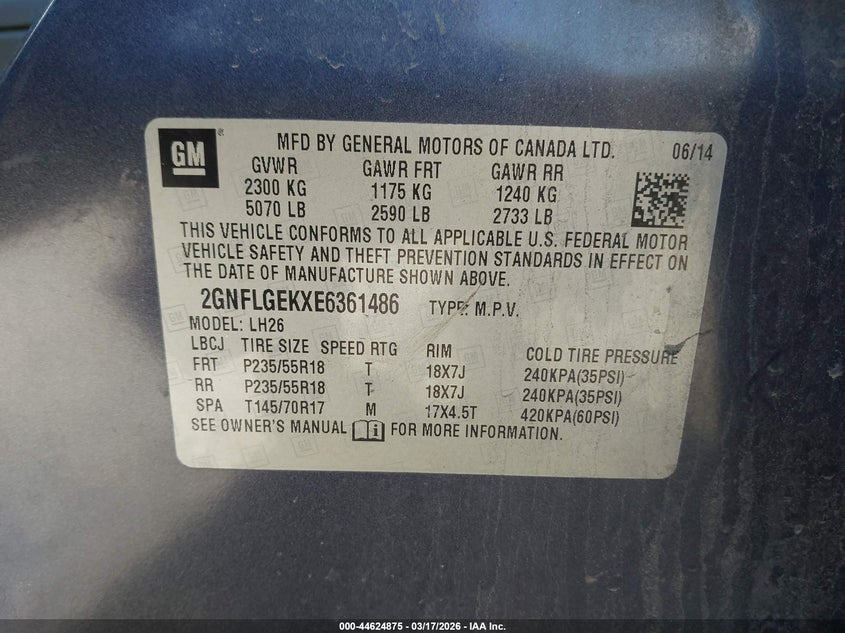 GM
®
MFD BY GENERAL MOTORS OF CANADA LTD. 06/14
GVWR GAWR FRT GAWR RR
2300 KG 1175 KG 1240 KG
5070 LB 2590 LB 2733 LB
THIS VEHICLE CONFORMS TO ALL APPLICABLE U.S. FEDERAL MOTOR
VEHICLE SAFETY AND THEFT PREVENTION STANDARDS IN EFFECT ON
THE DATE OF MANUFACTURE SHOWN ABOVE.
2GNFLGEKXE6361486 TYPE: M.P.V.
MODEL: LH26
LBCJ TIRE SIZE SPEED RTG RIM COLD TIRE PRESSURE
FRT P235/55R18 T 18X7J 240KPA(35PSI)
RR P235/55R18 T 18X7J 240KPA(35PSI)
SPA T145/70R17 M 17X4.5T 420KPA(60PSI)
SEE OWNER'S MANUAL FOR MORE INFORMATION.
000-44624875 — 03/17/2026 - IAA Inc.